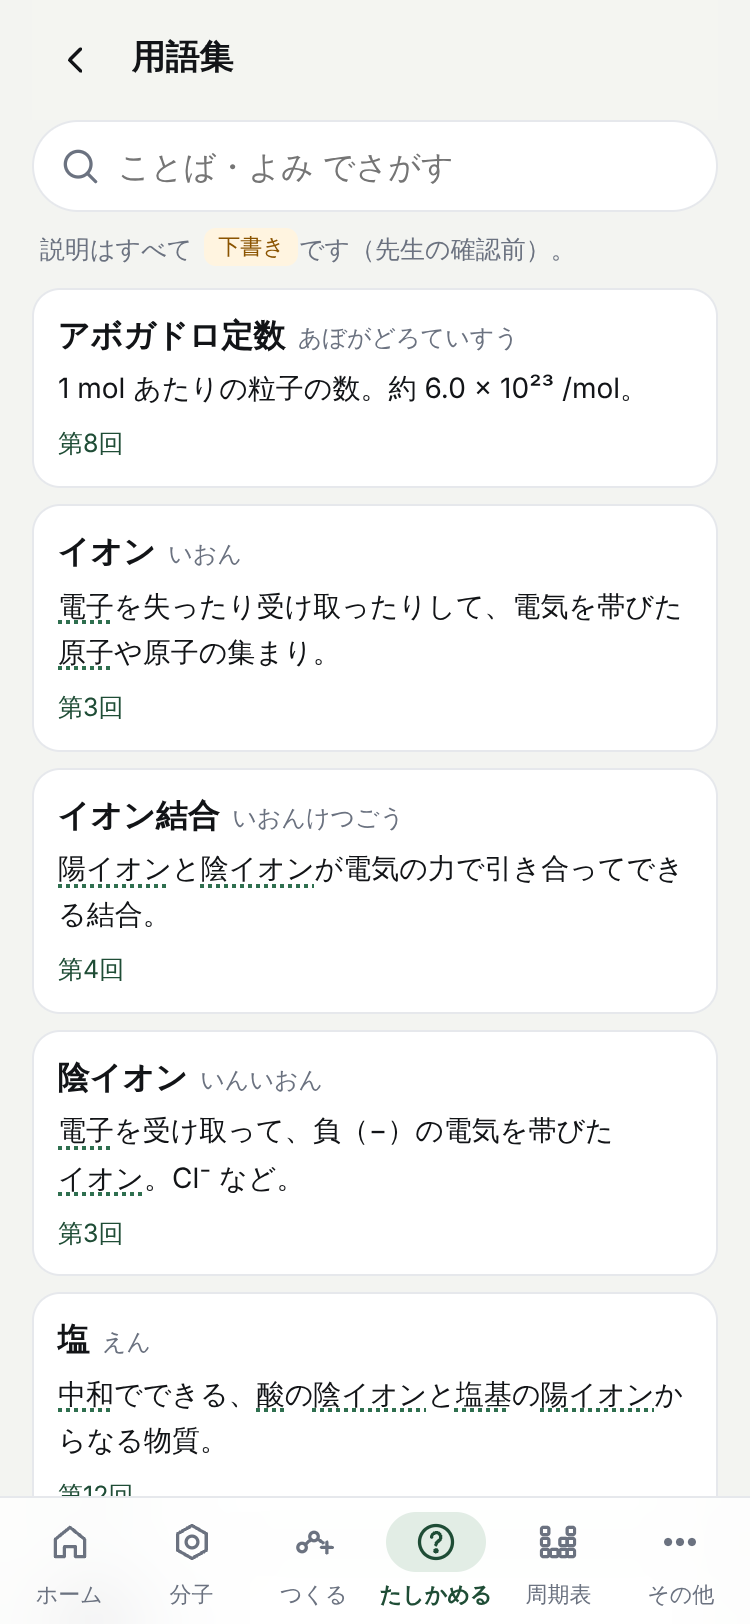 用語集
ことば・よみ でさがす
説明はすべて 下書き です（先生の確認前）。
アボガドロ定数 あぼがどろていすう
1 mol あたりの粒子の数。約 6.0 × 10²³ /mol。
第8回
イオン いおん
電子を失ったり受け取ったりして、電気を帯びた
原子や原子の集まり。
第3回
イオン結合 いおんけつごう
陽イオンと陰イオンが電気の力で引き合ってでき
る結合。
第4回
陰イオン いんいおん
電子を受け取って、負（−）の電気を帯びた
イオン。Cl⁻ など。
第3回
塩 えん
中和でできる、酸の陰イオンと塩基の陽イオンか
らなる物質。
第12回
ホーム 分子 つくる たしかめる 周期表 その他